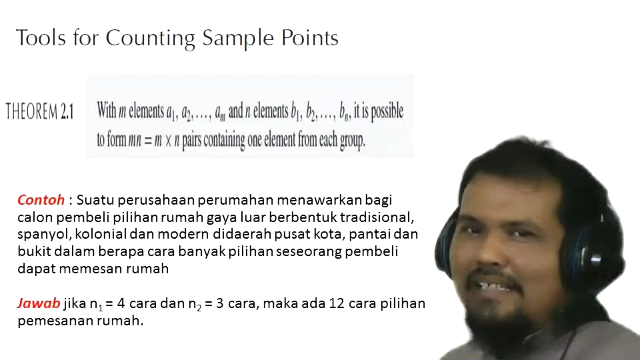 Tools for Counting Sample Points
THEOREM 2.1
With m elements a₁, a₂,…, aₘ and n elements b₁, b₂,…, bₙ, it is possible
to form mn = m × n pairs containing one element from each group.
Contoh : Suatu perusahaan perumahan menawarkan bagi
calon pembeli pilihan rumah gaya luar berbentuk tradisional,
spanyol, kolonial dan modern didaerah pusat kota, pantai dan
bukit dalam berapa cara banyak pilihan seseorang pembeli
dapat memesan rumah
Jawab jika n₁ = 4 cara dan n₂ = 3 cara, maka ada 12 cara pilihan
pemesanan rumah.